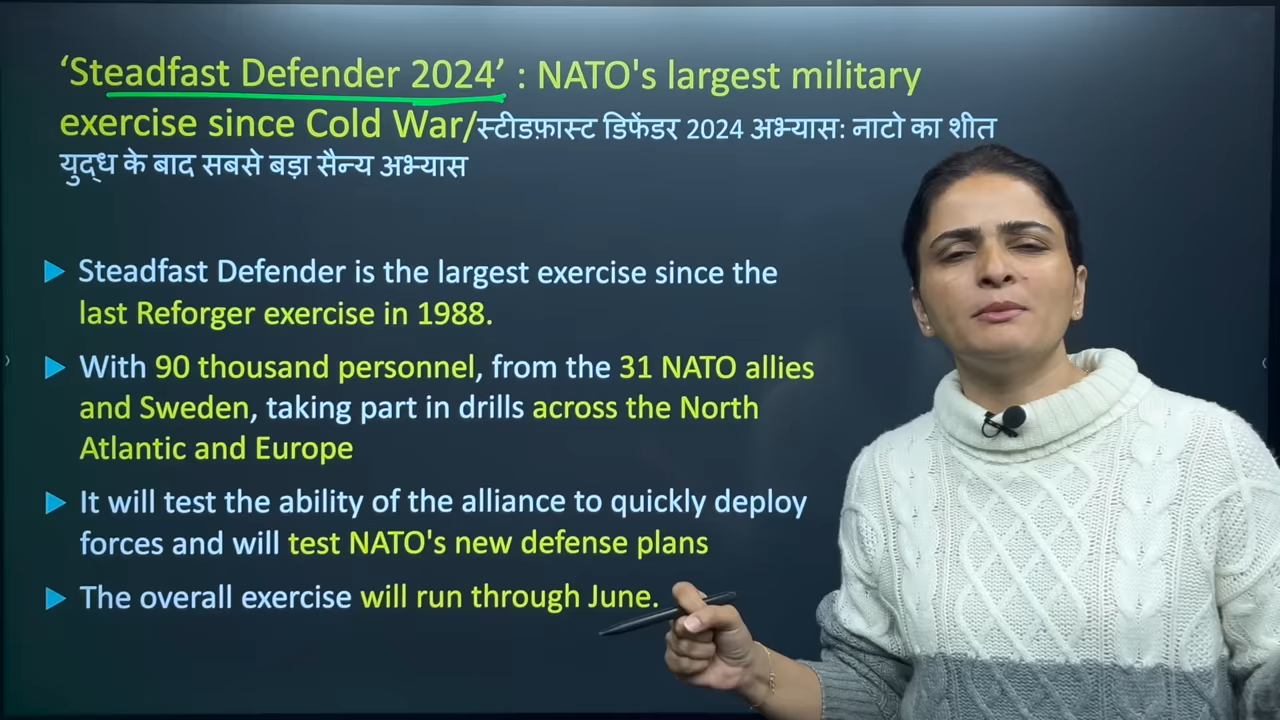 ‘Steadfast Defender 2024’ : NATO's largest military
exercise since Cold War/स्टीडफ़ास्ट डिफेंडर 2024 अभ्यास: नाटो का शीत
युद्ध के बाद सबसे बड़ा सैन्य अभ्यास
Steadfast Defender is the largest exercise since the
last Reforger exercise in 1988.
With 90 thousand personnel, from the 31 NATO allies
and Sweden, taking part in drills across the North
Atlantic and Europe
It will test the ability of the alliance to quickly deploy
forces and will test NATO's new defense plans
The overall exercise will run through June.